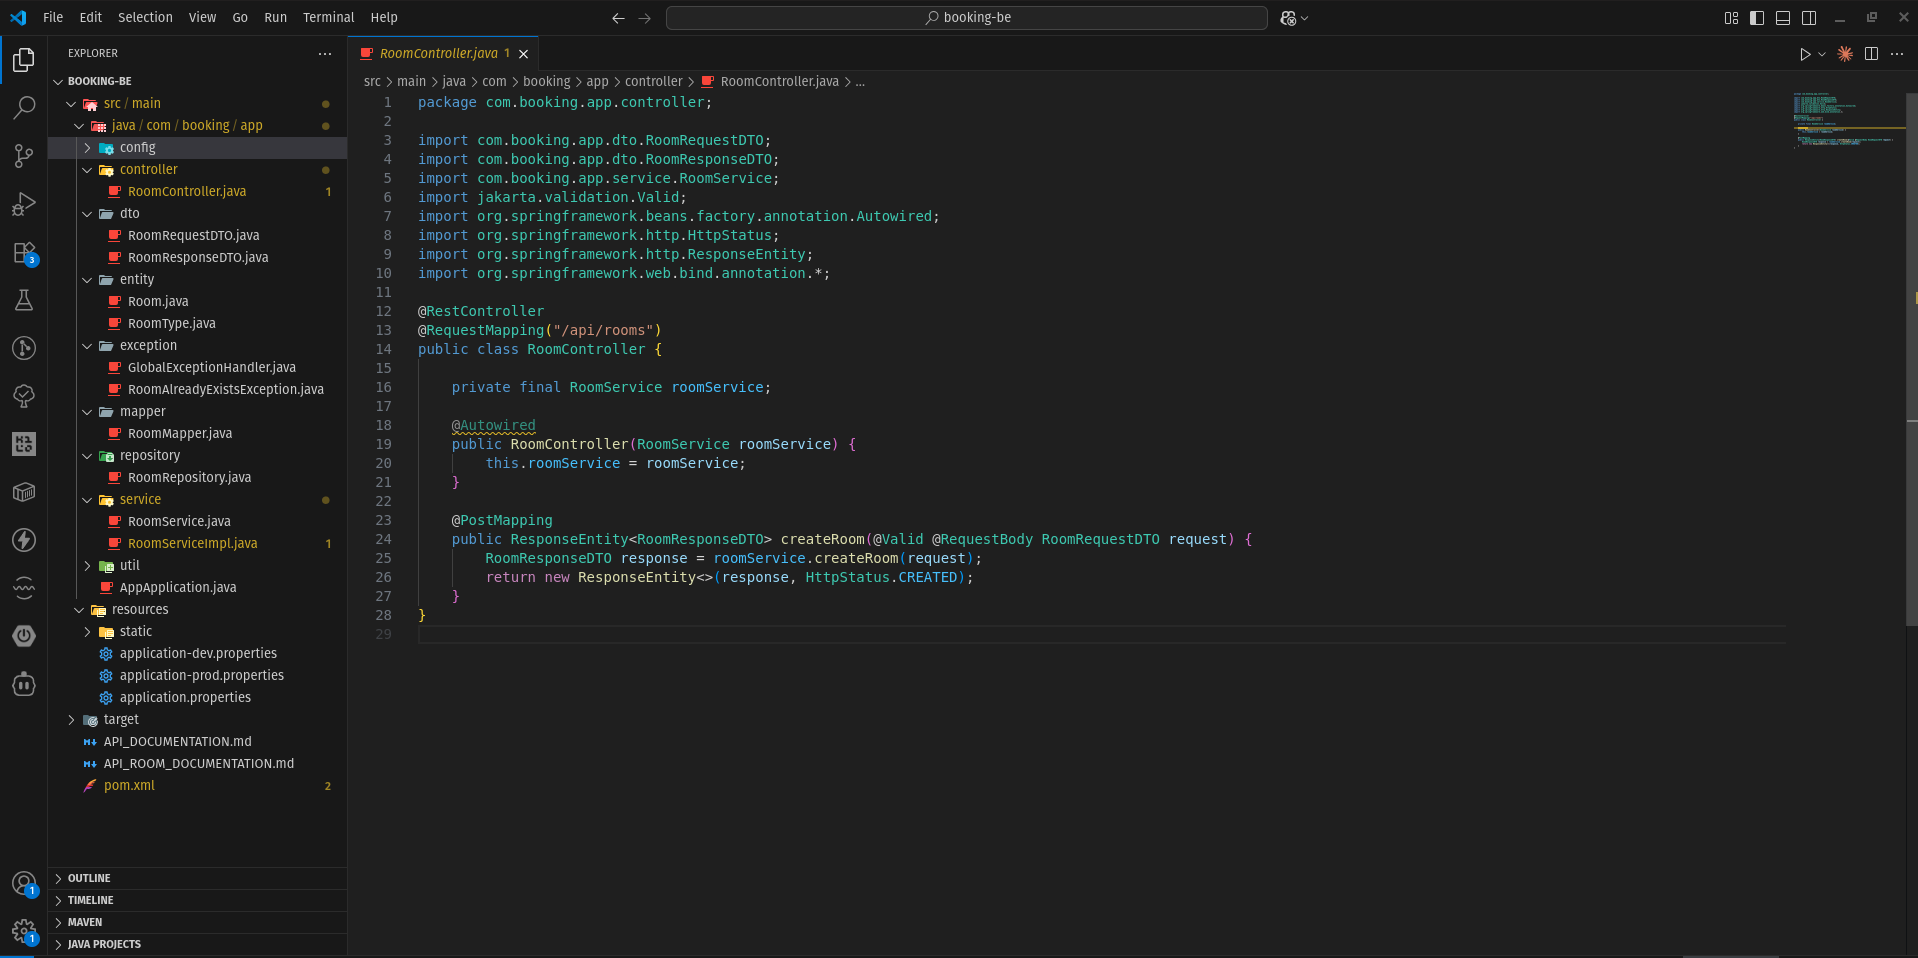 File Edit Selection View Go Run Terminal Help
booking-be
EXPLORER
BOOKING-BE
src / main
java / com / booking / app
config
controller
RoomController.java 1
dto
RoomRequestDTO.java
RoomResponseDTO.java
entity
Room.java
RoomType.java
exception
GlobalExceptionHandler.java
RoomAlreadyExistsException.java
mapper
RoomMapper.java
repository
RoomRepository.java
service
RoomService.java
RoomServiceImpl.java 1
util
AppApplication.java
resources
static
application-dev.properties
application-prod.properties
application.properties
target
API_DOCUMENTATION.md
API_ROOM_DOCUMENTATION.md
pom.xml 2
OUTLINE
TIMELINE
MAVEN
JAVA PROJECTS
3
1
1
RoomController.java 1
src > main > java > com > booking > app > controller > RoomController.java > ...
1 package com.booking.app.controller;
2
3 import com.booking.app.dto.RoomRequestDTO;
4 import com.booking.app.dto.RoomResponseDTO;
5 import com.booking.app.service.RoomService;
6 import jakarta.validation.Valid;
7 import org.springframework.beans.factory.annotation.Autowired;
8 import org.springframework.http.HttpStatus;
9 import org.springframework.http.ResponseEntity;
10 import org.springframework.web.bind.annotation.*;
11
12 @RestController
13 @RequestMapping("/api/rooms")
14 public class RoomController {
15
16     private final RoomService roomService;
17
18     @Autowired
19     public RoomController(RoomService roomService) {
20         this.roomService = roomService;
21     }
22
23     @PostMapping
24     public ResponseEntity<RoomResponseDTO> createRoom(@Valid @RequestBody RoomRequestDTO request) {
25         RoomResponseDTO response = roomService.createRoom(request);
26         return new ResponseEntity<>(response, HttpStatus.CREATED);
27     }
28 }
29